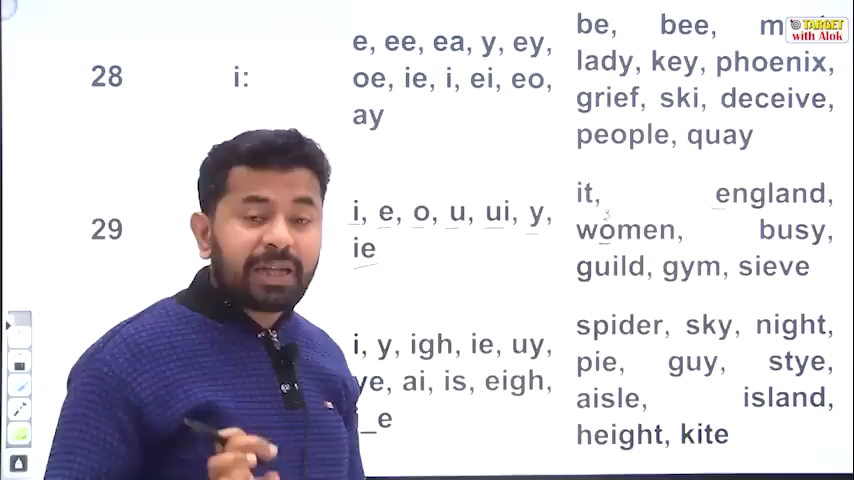 TARGET
with Alok
28
i:
e, ee, ea, y, ey,
oe, ie, i, ei, eo,
ay
be, bee,
lady, key, phoenix,
grief, ski, deceive,
people, quay
29
i, e, o, u, ui, y,
ie
it, england,
women, busy,
guild, gym, sieve
i, y, igh, ie, uy,
ye, ai, is, eigh,
_e
spider, sky, night,
pie, guy, stye,
aisle, island,
height, kite